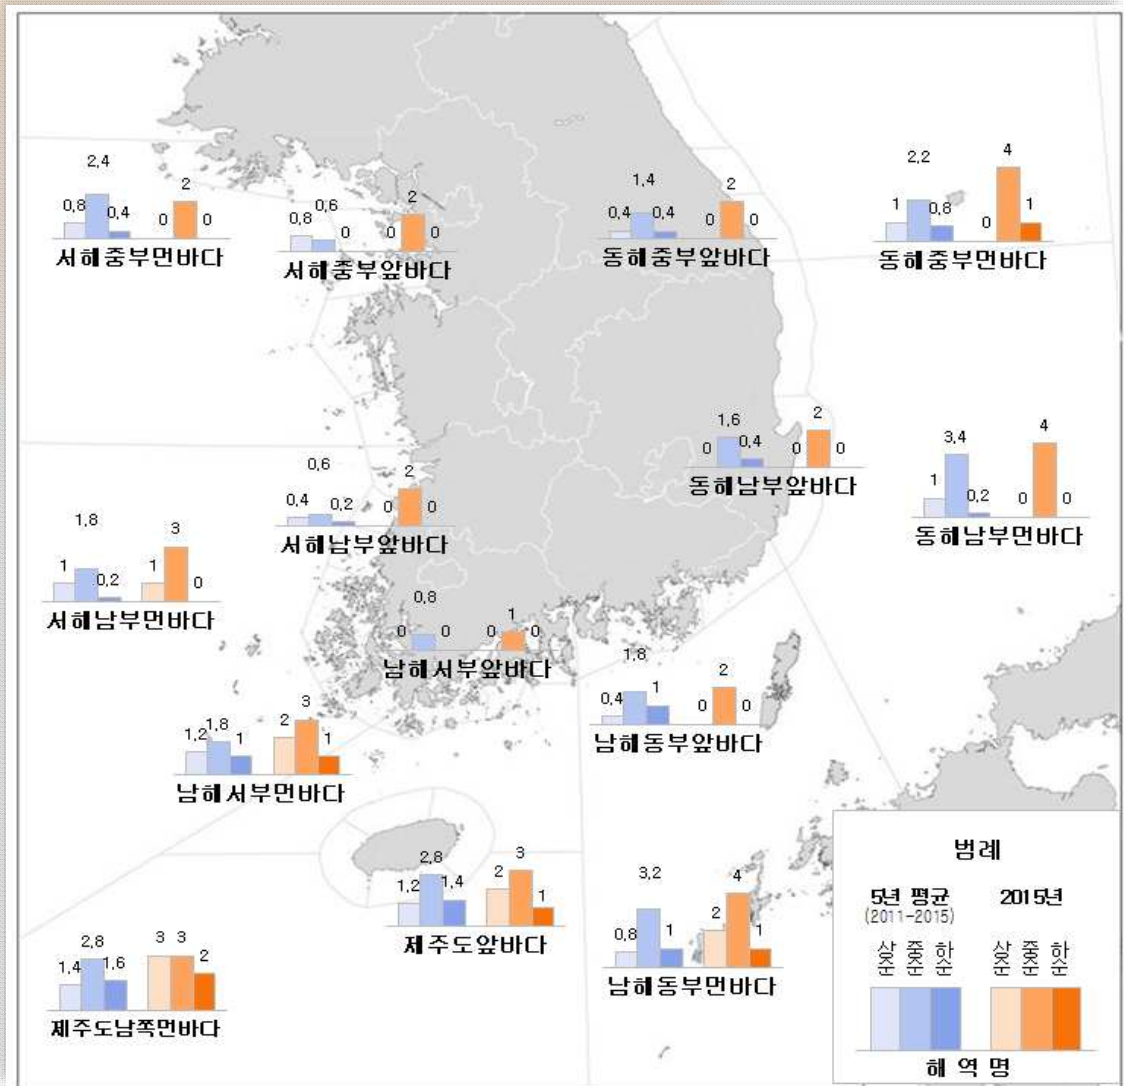 2,4
0,8 0,4 0 2 0
서해중부먼바다
0,8 0,6 0 0 2 0
서해중부앞바다
1,4
0,4 0,4 0 2 0
동해중부앞바다
2,2
1 0,8 0 4 1
동해중부먼바다
1,6
0 0,4 0 2 0
동해남부앞바다
3,4
1 0,2 0 4 0
동해남부먼바다
0,6
0,4 0,2 0 2 0
서해남부앞바다
1,8
1 0,2 1 3 0
서해남부먼바다
0,8
0 0 0 1 0
남해서부앞바다
1,8
0,4 1 0 2 0
남해동부앞바다
1,2 1,8 1 2 3 1
남해서부먼바다
2,8
1,2 1,4 2 3 1
제주도앞바다
3,2
0,8 1 2 4 1
남해동부먼바다
2,8
1,4 1,6 3 3 2
제주도남쪽먼바다
범례
5년 평균 2015년
(2011-2015)
상순 중순 하순 상순 중순 하순
해 역 명